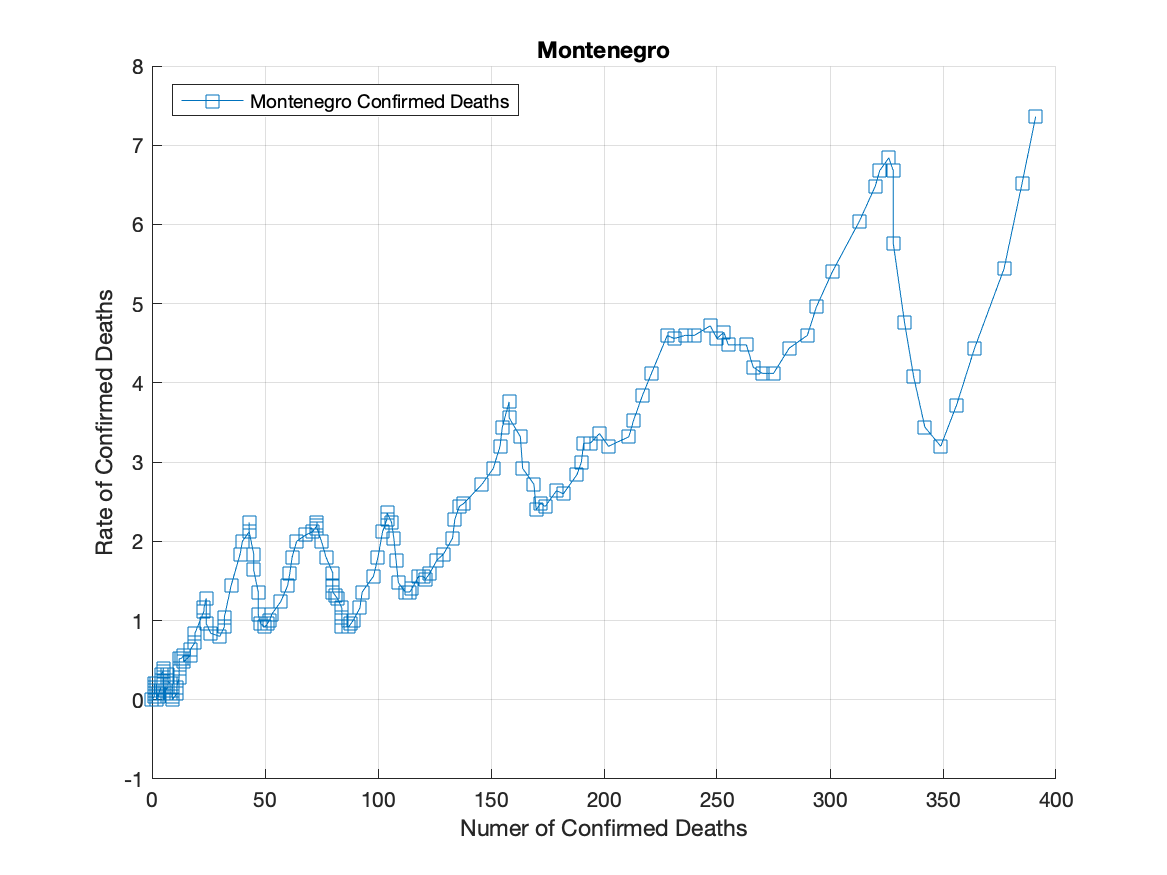 Montenegro
Montenegro Confirmed Deaths
8
7
6
5
4
3
2
1
0
-1
Rate of Confirmed Deaths
0 50 100 150 200 250 300 350 400
Numer of Confirmed Deaths